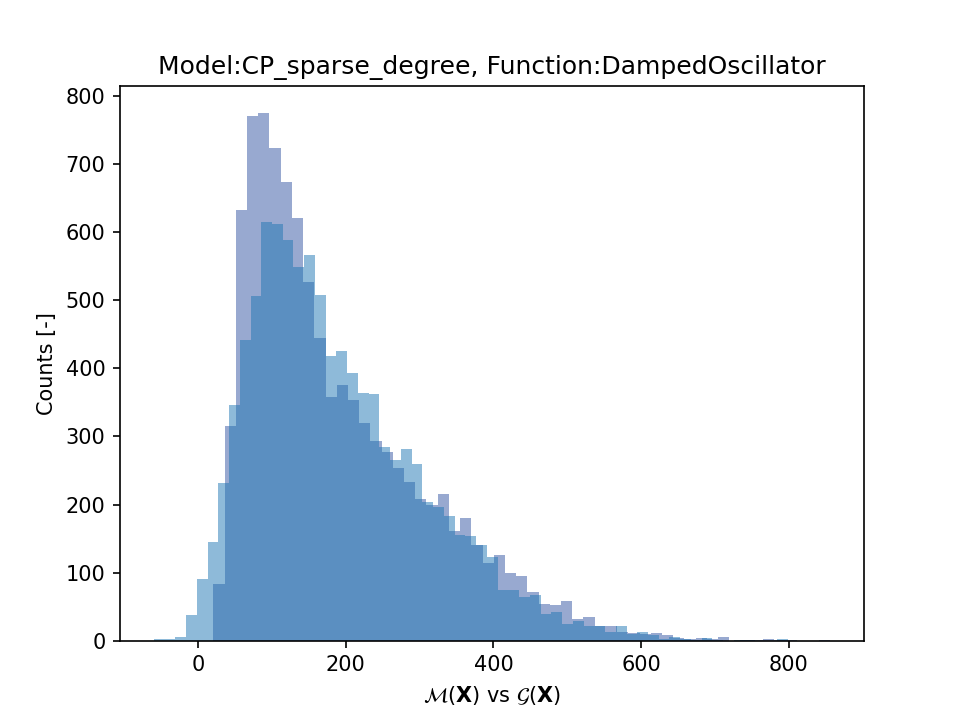 Model:CP_sparse_degree, Function:DampedOscillator
800
700
600
500
400
300
200
100
0
Counts [-]
0 200 400 600 800
ℳ(𝐗) vs 𝒢(𝐗)